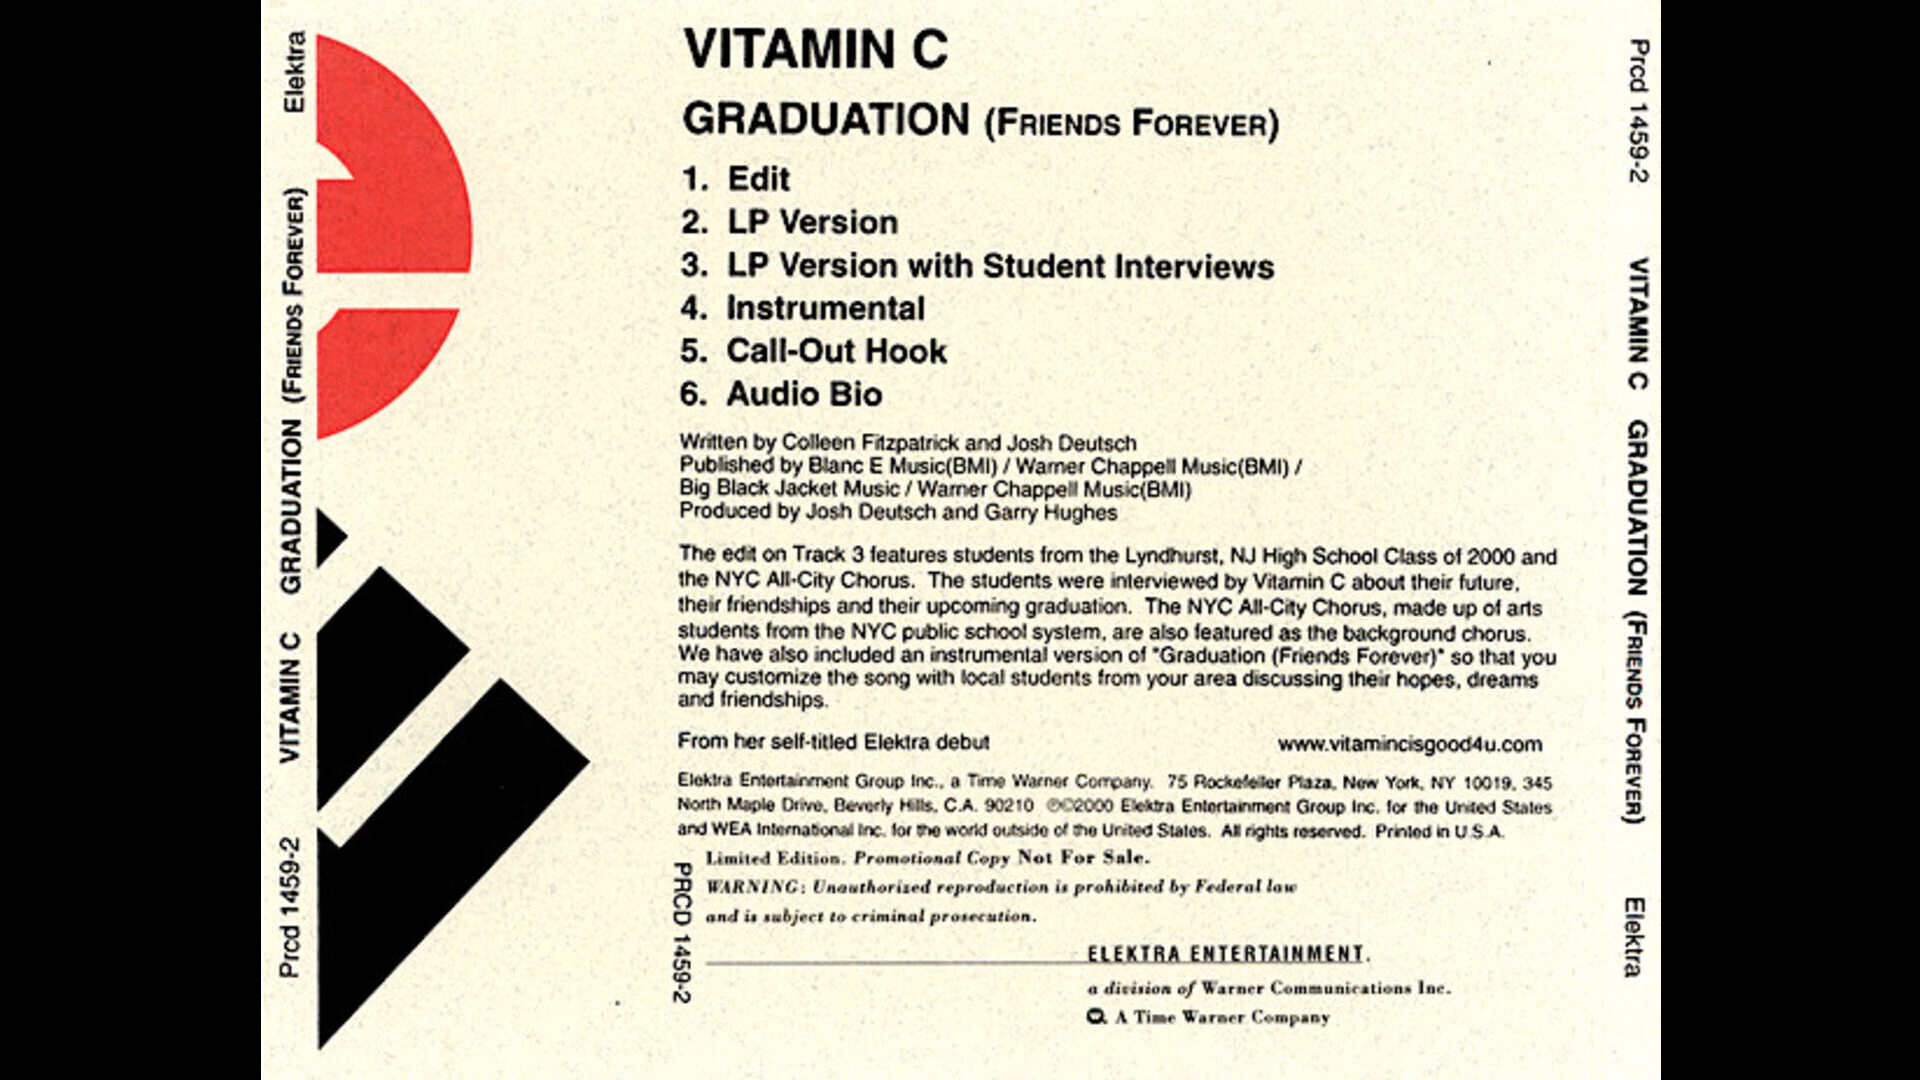 Elektra
GRADUATION (FRIENDS FOREVER)
VITAMIN C
Prcd 1459-2
VITAMIN C
GRADUATION (FRIENDS FOREVER)
1. Edit
2. LP Version
3. LP Version with Student Interviews
4. Instrumental
5. Call-Out Hook
6. Audio Bio
Written by Colleen Fitzpatrick and Josh Deutsch
Published by Blanc E Music(BMI) / Warner Chappell Music(BMI) /
Big Black Jacket Music / Warner Chappell Music(BMI)
Produced by Josh Deutsch and Garry Hughes
The edit on Track 3 features students from the Lyndhurst, NJ High School Class of 2000 and
the NYC All-City Chorus. The students were interviewed by Vitamin C about their future,
their friendships and their upcoming graduation. The NYC All-City Chorus, made up of arts
students from the NYC public school system, are also featured as the background chorus.
We have also included an instrumental version of "Graduation (Friends Forever)" so that you
may customize the song with local students from your area discussing their hopes, dreams
and friendships.
From her self-titled Elektra debut
www.vitamincisgood4u.com
Elektra Entertainment Group Inc., a Time Warner Company. 75 Rockefeller Plaza, New York, NY 10019, 345
North Maple Drive, Beverly Hills, C.A. 90210 ℗©2000 Elektra Entertainment Group Inc. for the United States
and WEA International Inc. for the world outside of the United States. All rights reserved. Printed in U.S.A.
Limited Edition. Promotional Copy Not For Sale.
WARNING: Unauthorized reproduction is prohibited by Federal law
and is subject to criminal prosecution.
PRCD 1459-2
ELEKTRA ENTERTAINMENT.
a division of Warner Communications Inc.
A Time Warner Company
Prcd 1459-2
VITAMIN C
GRADUATION (FRIENDS FOREVER)
Elektra